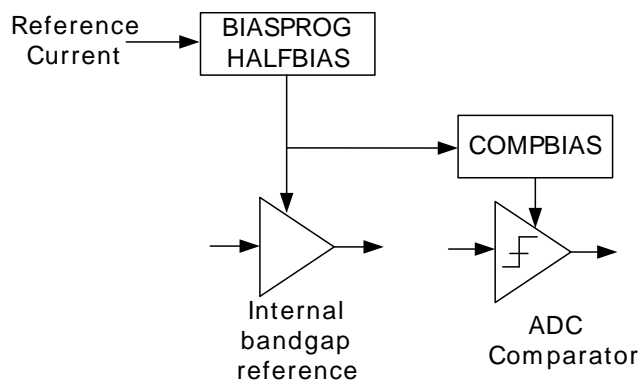 Reference
Current
BIASPROG
HALFBIAS
COMPBIAS
Internal
bandgap
reference
ADC
Comparator